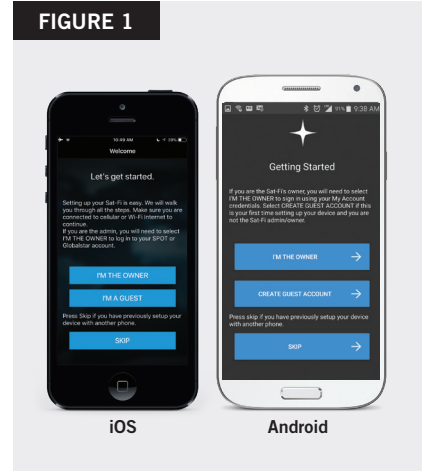 FIGURE 1
10:48 AM
28%
Welcome
Let's get started.
Setting up your Sat-Fi is easy. We will walk
you through all the steps. Make sure you are
connected to cellular or Wi-Fi Internet to
continue.
If you are the admin, you will need to select
I'M THE OWNER to log in to your SPOT or
Globalstar account.
I'M THE OWNER
I'M A GUEST
Press Skip if you have previously setup your
device with another phone.
SKIP
iOS
91% 9:38 AM
Getting Started
If you are the Sat-Fi's owner, you will need to select
I'M THE OWNER to sign in using your My Account
credentials. Select CREATE GUEST ACCOUNT if this
is your first time setting up your device and you are
not the Sat-Fi admin/owner.
I'M THE OWNER
CREATE GUEST ACCOUNT
Press skip if you have previously setup your device
with another phone.
SKIP
Android